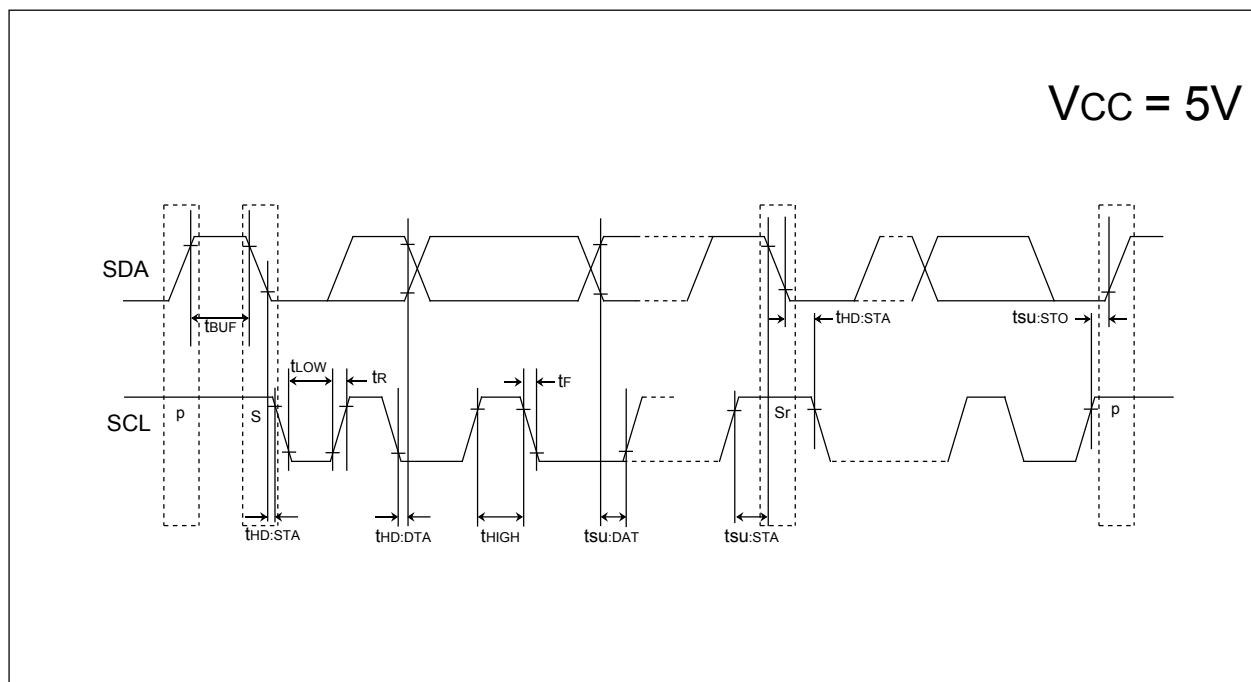 VCC = 5V
SDA
tBUF
tHD:STA
tsu:STO
tLOW
tR
tF
SCL
p
S
Sr
p
tHD:STA
tHD:DTA
tHIGH
tsu:DAT
tsu:STA